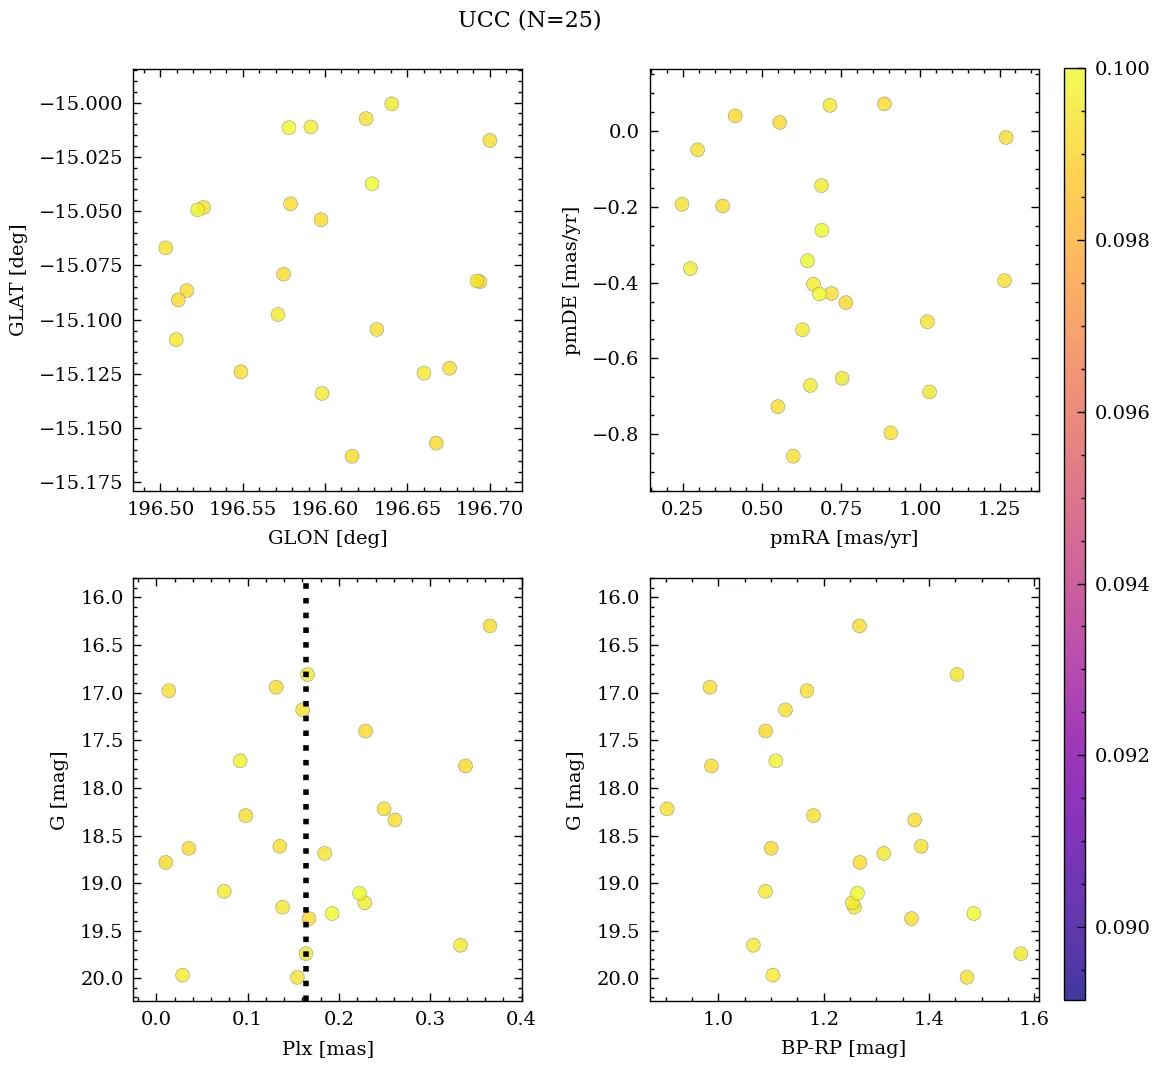 UCC (N=25)
−15.000
−15.025
−15.050
−15.075
−15.100
−15.125
−15.150
−15.175
GLAT [deg]
196.50 196.55 196.60 196.65 196.70
GLON [deg]
0.0
−0.2
−0.4
−0.6
−0.8
pmDE [mas/yr]
0.25 0.50 0.75 1.00 1.25
pmRA [mas/yr]
0.100
0.098
0.096
0.094
0.092
0.090
16.0
16.5
17.0
17.5
18.0
18.5
19.0
19.5
20.0
G [mag]
0.0 0.1 0.2 0.3 0.4
Plx [mas]
16.0
16.5
17.0
17.5
18.0
18.5
19.0
19.5
20.0
G [mag]
1.0 1.2 1.4 1.6
BP-RP [mag]